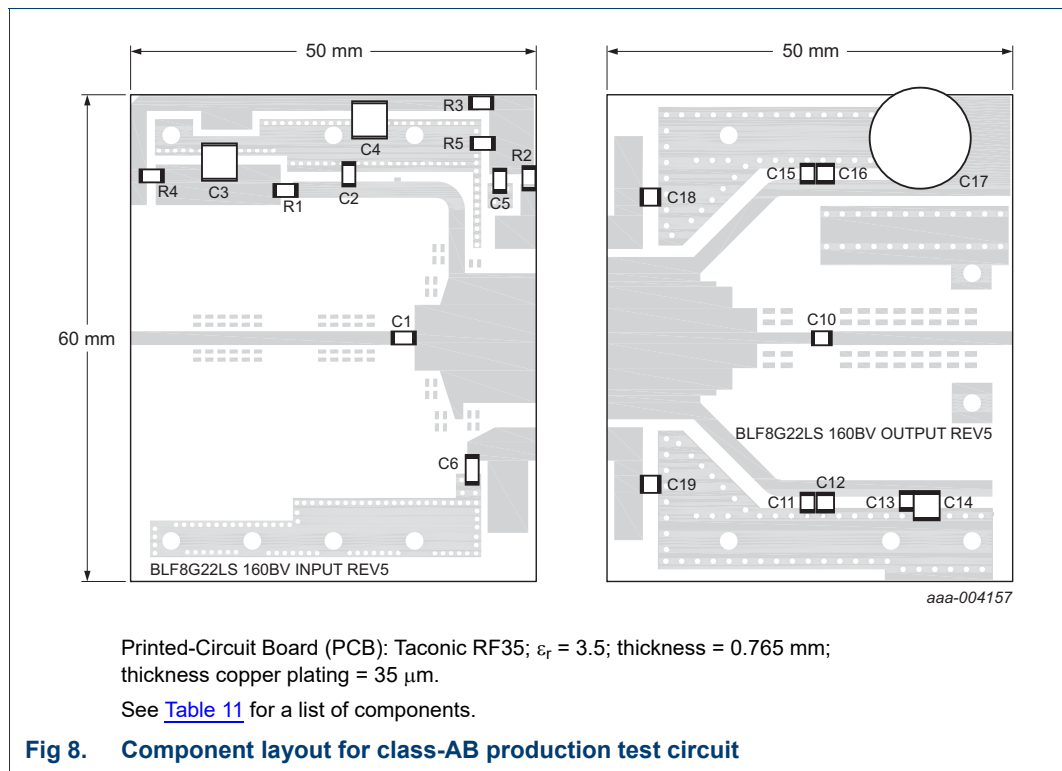 50 mm
50 mm
60 mm
R3
C4
R5
R2
R4
C3
R1
C2
C5
C1
C6
BLF8G22LS 160BV INPUT REV5
C15
C16
C17
C18
C10
BLF8G22LS 160BV OUTPUT REV5
C19
C12
C11
C13
C14
aaa-004157
Printed-Circuit Board (PCB): Taconic RF35; εr = 3.5; thickness = 0.765 mm;
thickness copper plating = 35 μm.
See Table 11 for a list of components.
Fig 8. Component layout for class-AB production test circuit